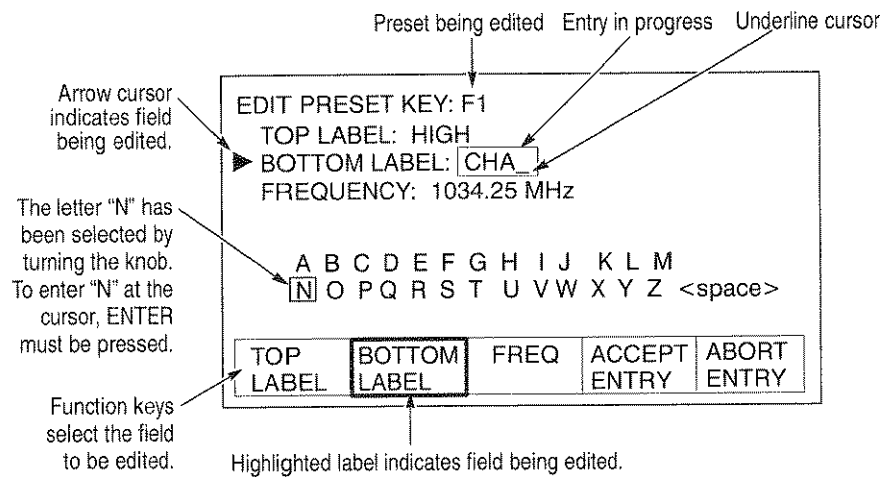 Preset being edited Entry in progress Underline cursor
Arrow cursor
indicates field
being edited.
EDIT PRESET KEY: F1
TOP LABEL: HIGH
BOTTOM LABEL: CHA_
FREQUENCY: 1034.25 MHz
The letter “N” has
been selected by
turning the knob.
To enter “N” at the
cursor, ENTER
must be pressed.
A B C D E F G H I J K L M
N O P Q R S T U V W X Y Z <space>
TOP
LABEL
BOTTOM
LABEL
FREQ
ACCEPT
ENTRY
ABORT
ENTRY
Function keys
select the field
to be edited.
Highlighted label indicates field being edited.